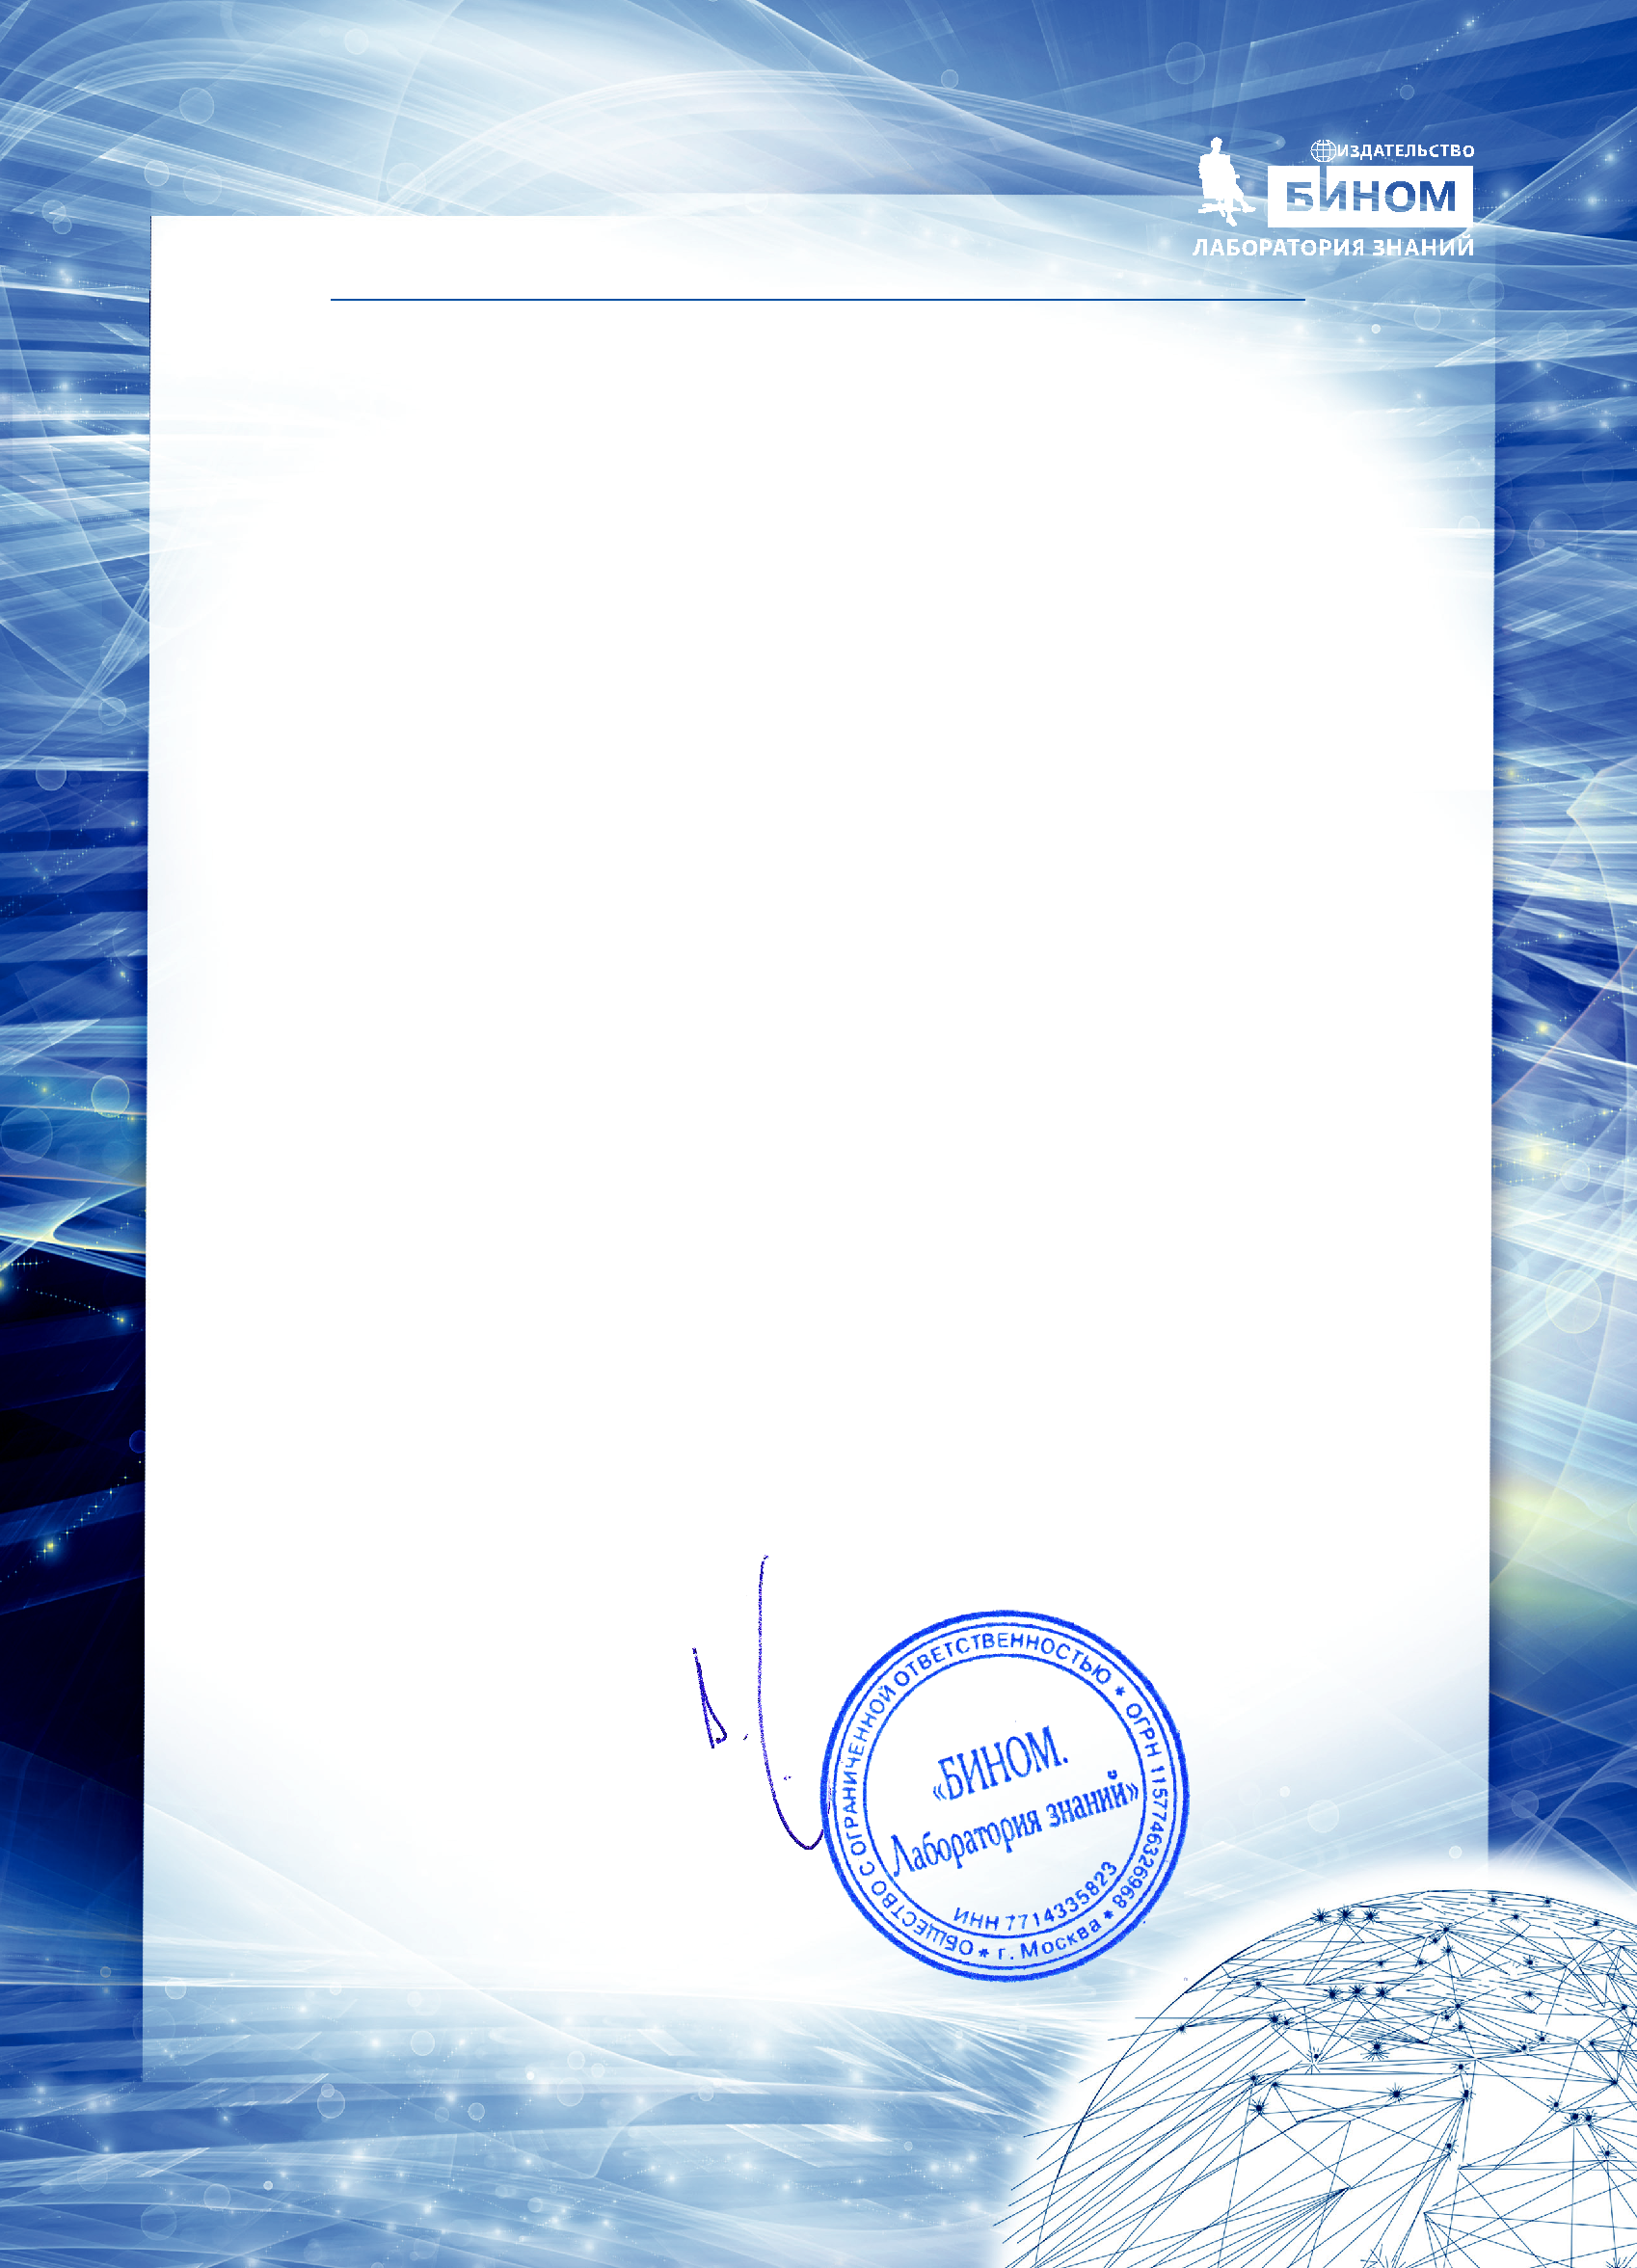 ИЗДАТЕЛЬСТВО
БИНОМ
ЛАБОРАТОРИЯ ЗНАНИЙ
ОБЩЕСТВО С ОГРАНИЧЕННОЙ ОТВЕТСТВЕННОСТЬЮ * ОГРН 1157746326968 * г. Москва *
«БИНОМ.
Лаборатория знаний»
ИНН 7714335823